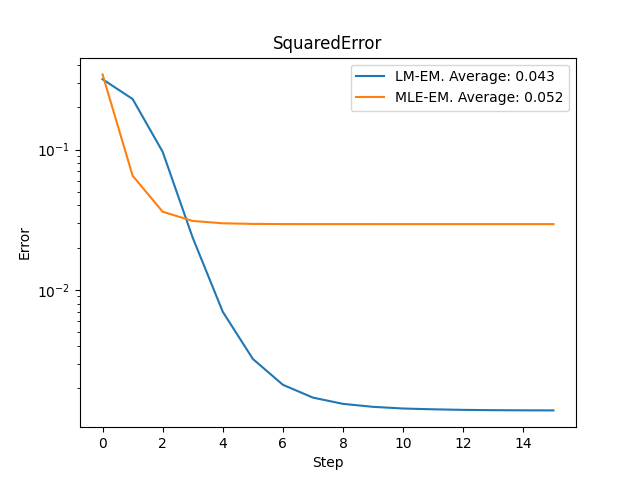 SquaredError
LM-EM. Average: 0.043
MLE-EM. Average: 0.052
10⁻¹
10⁻²
Error
0 2 4 6 8 10 12 14
Step